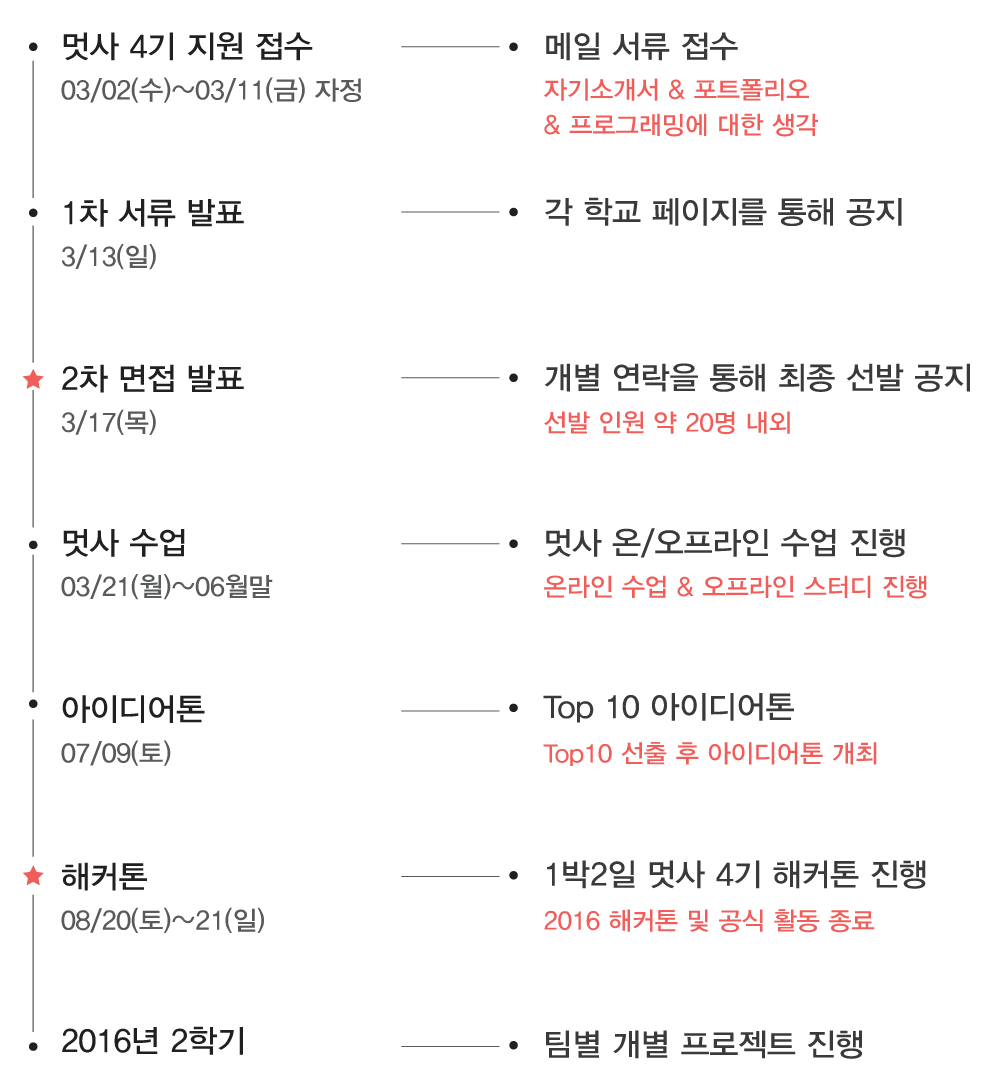 멋사 4기 지원 접수
03/02(수)~03/11(금) 자정
메일 서류 접수
자기소개서 & 포트폴리오
& 프로그래밍에 대한 생각
1차 서류 발표
3/13(일)
각 학교 페이지를 통해 공지
2차 면접 발표
3/17(목)
개별 연락을 통해 최종 선발 공지
선발 인원 약 20명 내외
멋사 수업
03/21(월)~06월말
멋사 온/오프라인 수업 진행
온라인 수업 & 오프라인 스터디 진행
아이디어톤
07/09(토)
Top 10 아이디어톤
Top10 선출 후 아이디어톤 개최
해커톤
08/20(토)~21(일)
1박2일 멋사 4기 해커톤 진행
2016 해커톤 및 공식 활동 종료
2016년 2학기
팀별 개별 프로젝트 진행